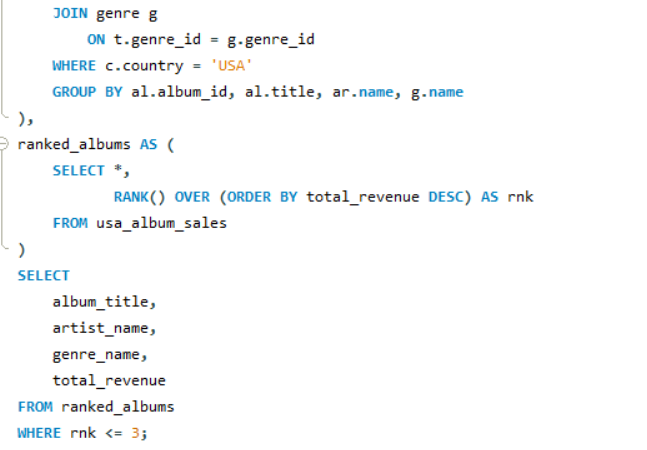 JOIN genre g
ON t.genre_id = g.genre_id
WHERE c.country = 'USA'
GROUP BY al.album_id, al.title, ar.name, g.name
),
ranked_albums AS (
SELECT *,
RANK() OVER (ORDER BY total_revenue DESC) AS rnk
FROM usa_album_sales
)
SELECT
album_title,
artist_name,
genre_name,
total_revenue
FROM ranked_albums
WHERE rnk <= 3;